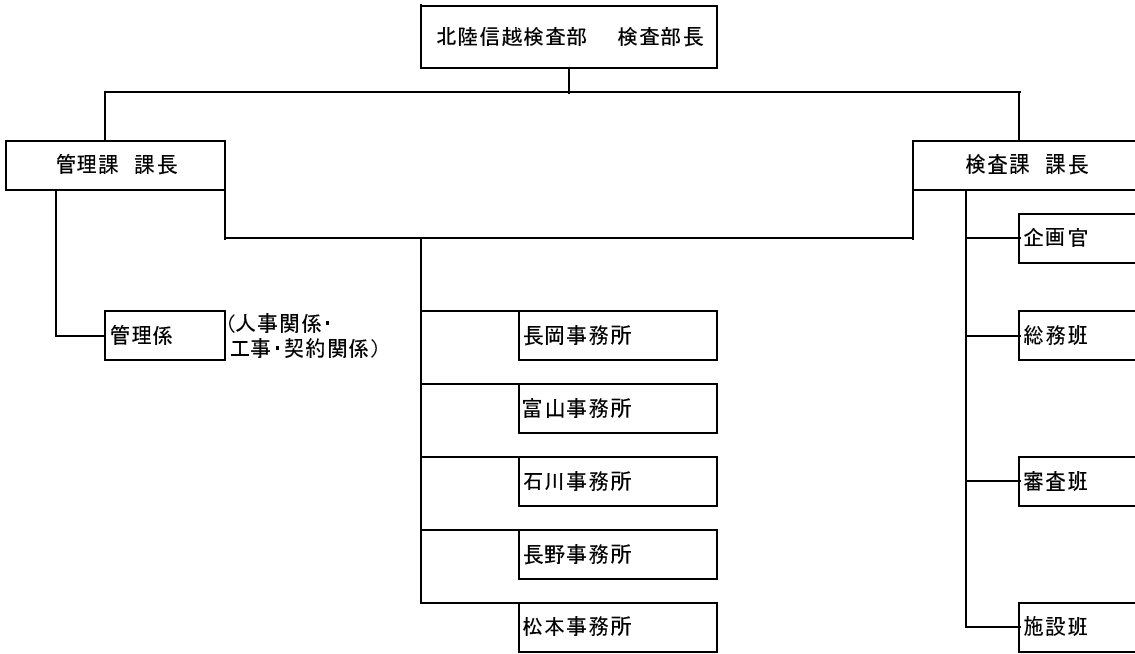 北陸信越検査部　検査部長
管理課 課長
検査課 課長
企画官
管理係
(人事関係・
工事・契約関係)
長岡事務所
総務班
富山事務所
石川事務所
審査班
長野事務所
松本事務所
施設班